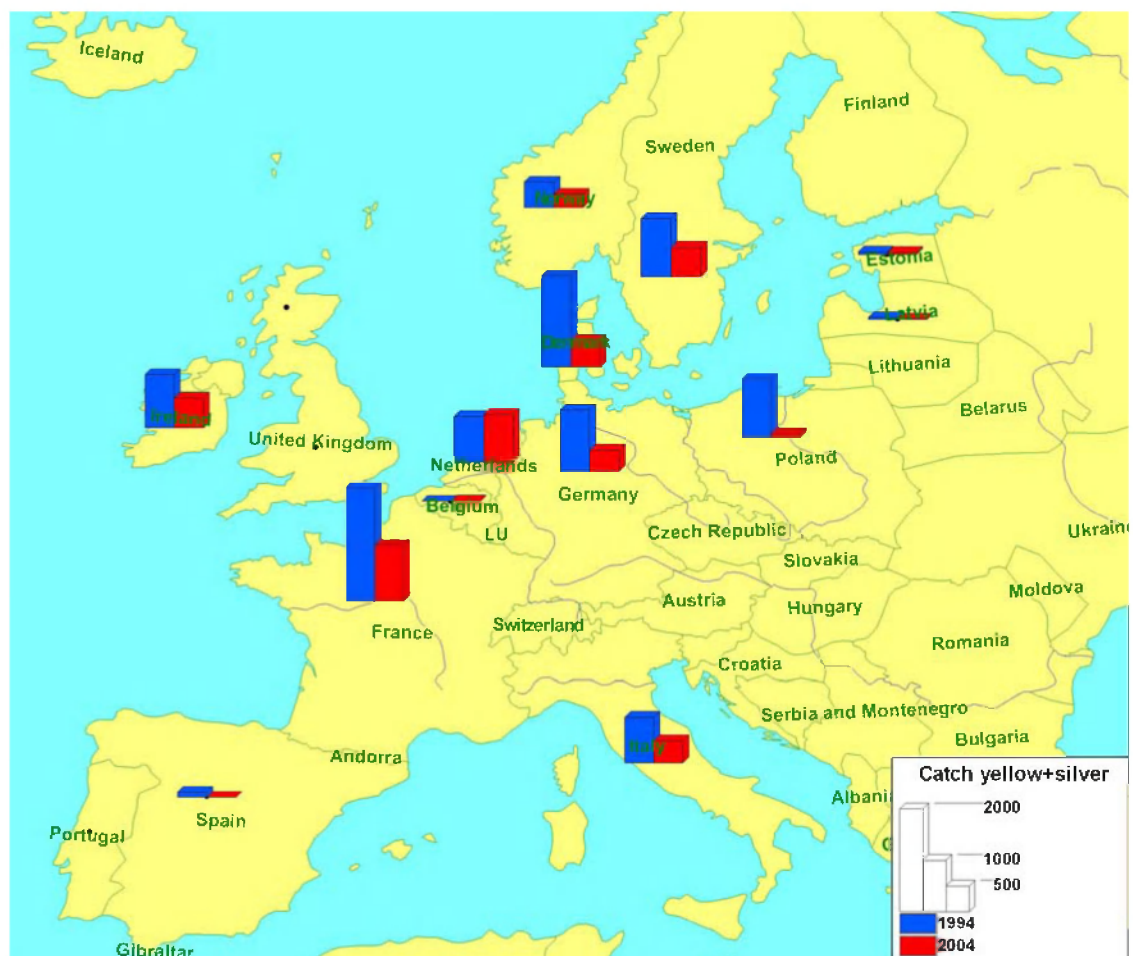 Iceland
Finland
Sweden
Norway
Estonia
Latvia
Denmark
Lithuania
Belarus
Ireland
United Kingdom
Netherlands
Poland
Germany
Belgium
LU
Czech Republic
Ukraine
Slovakia
Moldova
Austria
Hungary
France
Switzerland
Romania
Croatia
Serbia and Montenegro
Bulgaria
Italy
Andorra
Albania
Spain
Portugal
Gibraltar
G
Catch yellow+silver
2000
1000
500
1994
2004